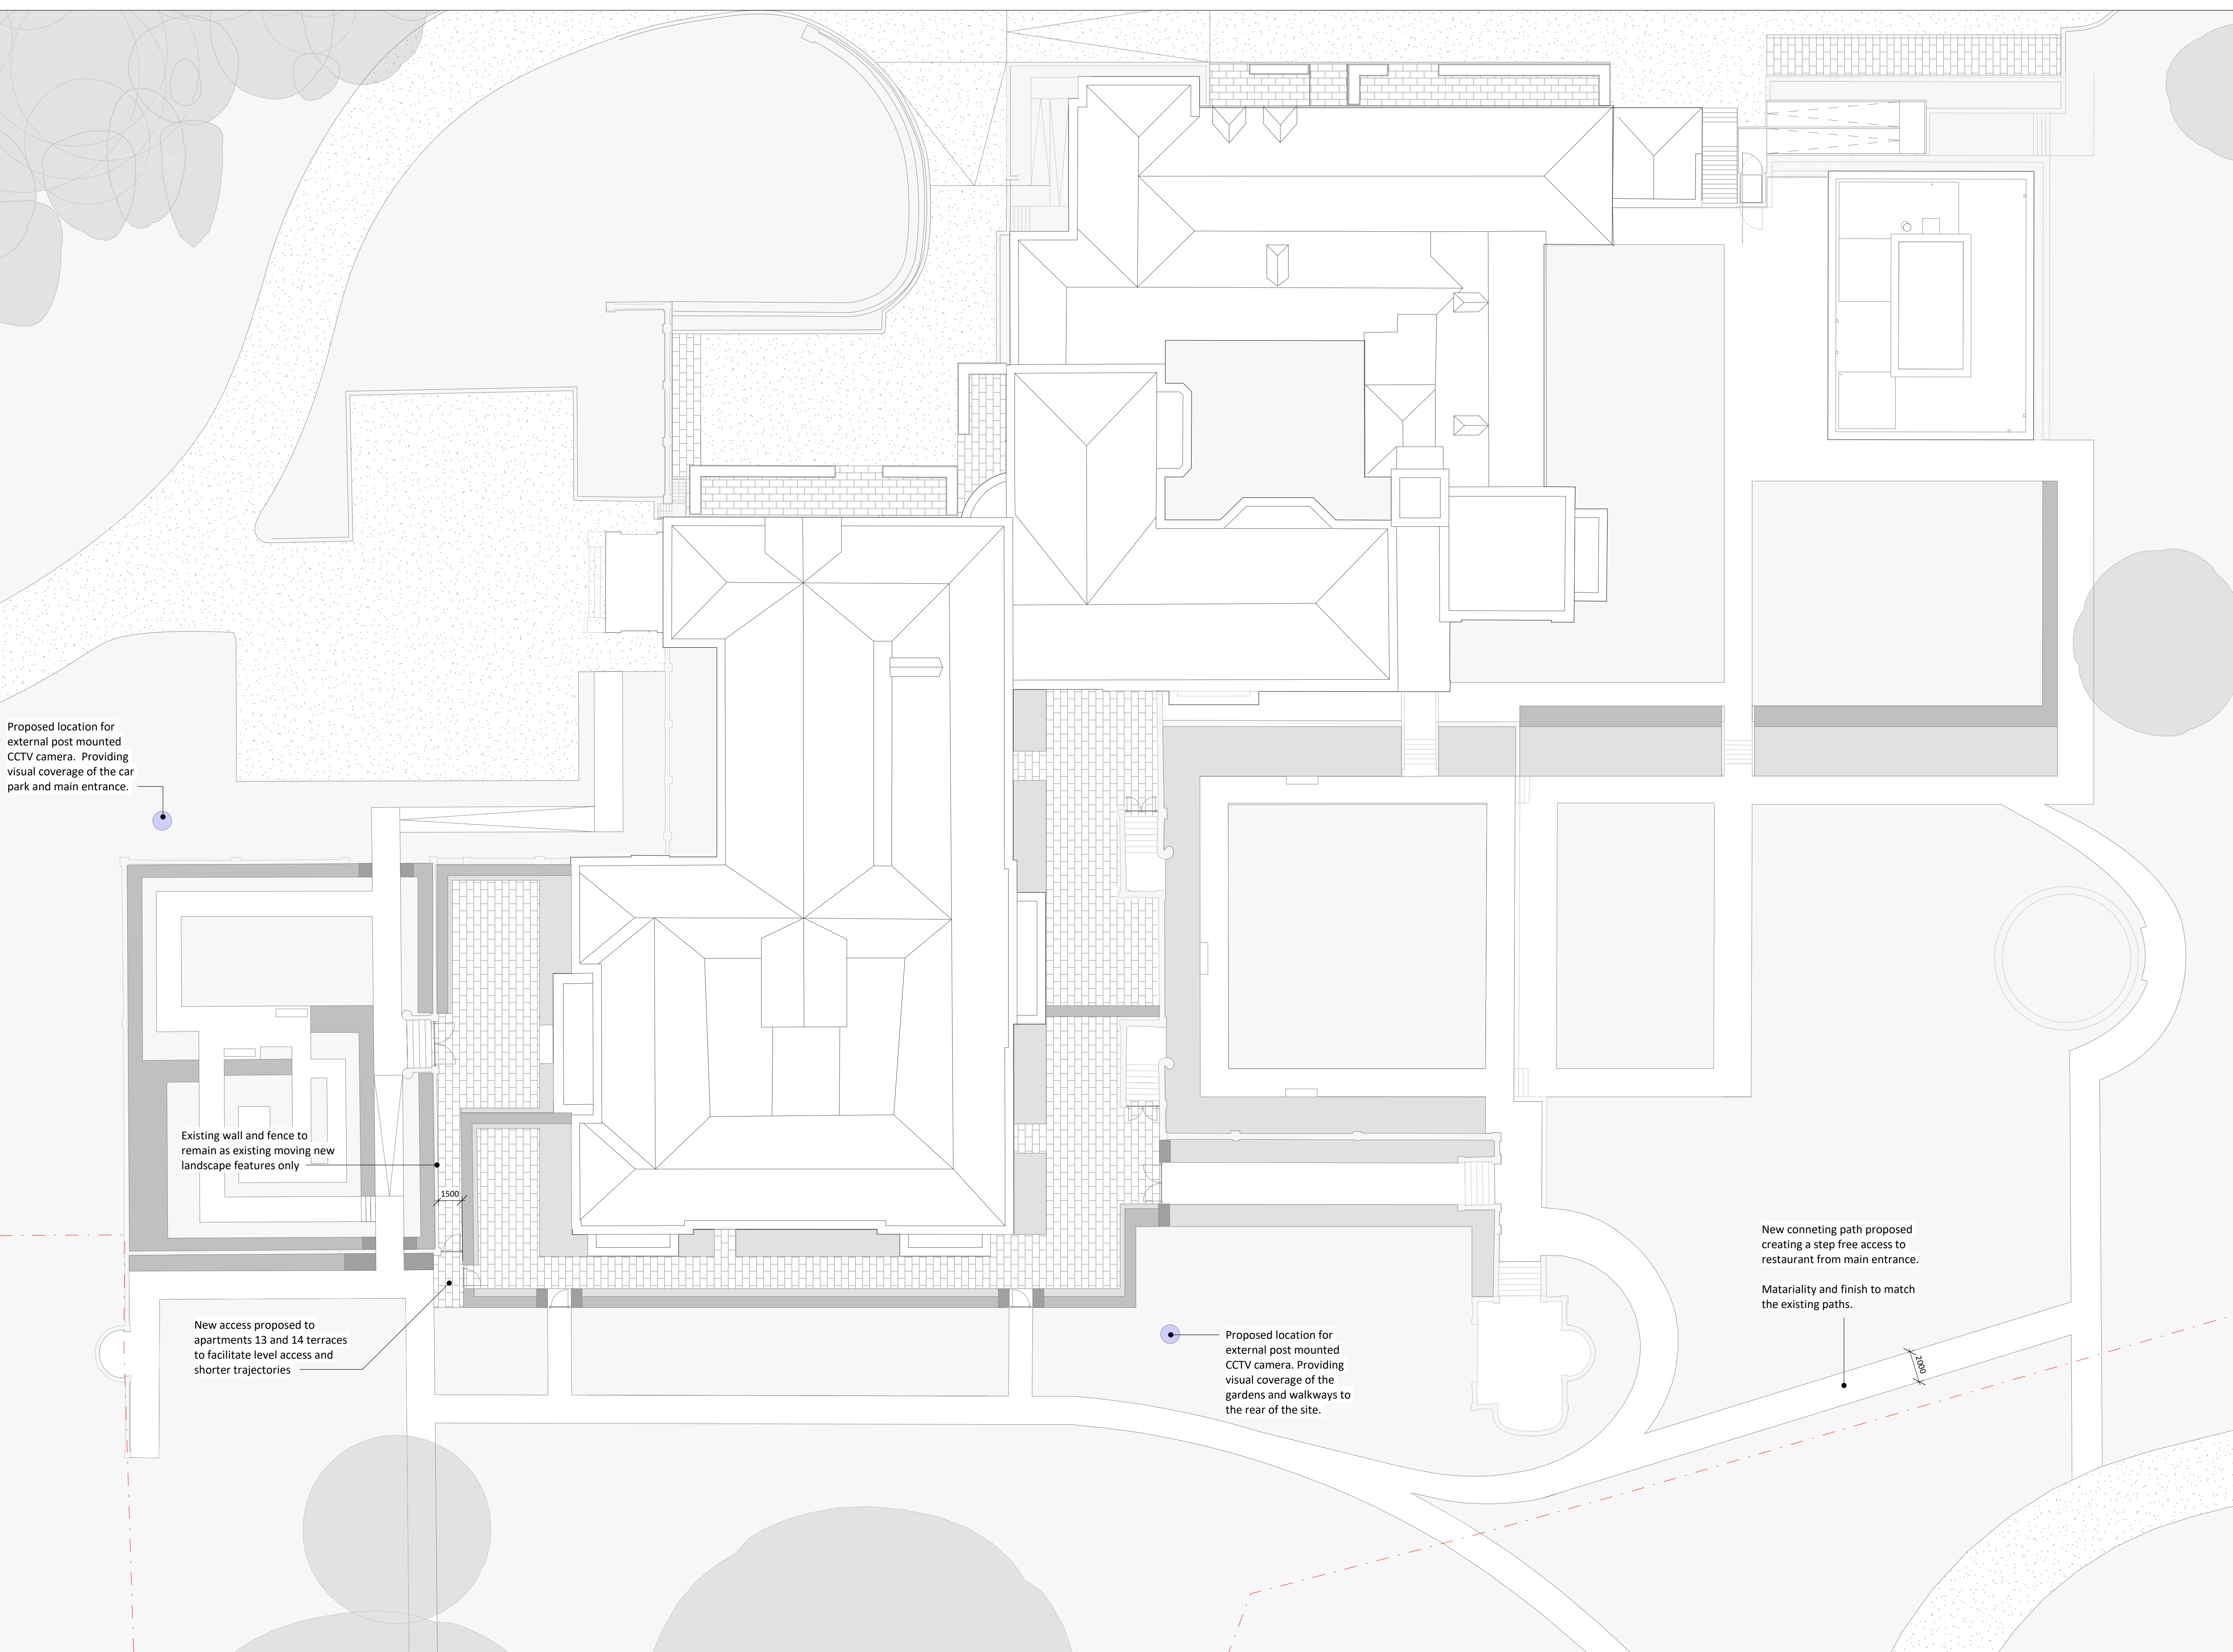 Proposed location for
external post mounted
CCTV camera.  Providing
visual coverage of the car
park and main entrance.
Existing wall and fence to
remain as existing moving new
landscape features only
1500
New access proposed to
apartments 13 and 14 terraces
to facilitate level access and
shorter trajectories
Proposed location for
external post mounted
CCTV camera. Providing
visual coverage of the
gardens and walkways to
the rear of the site.
New conneting path proposed
creating a step free access to
restaurant from main entrance.
Matariality and finish to match
the existing paths.
2000